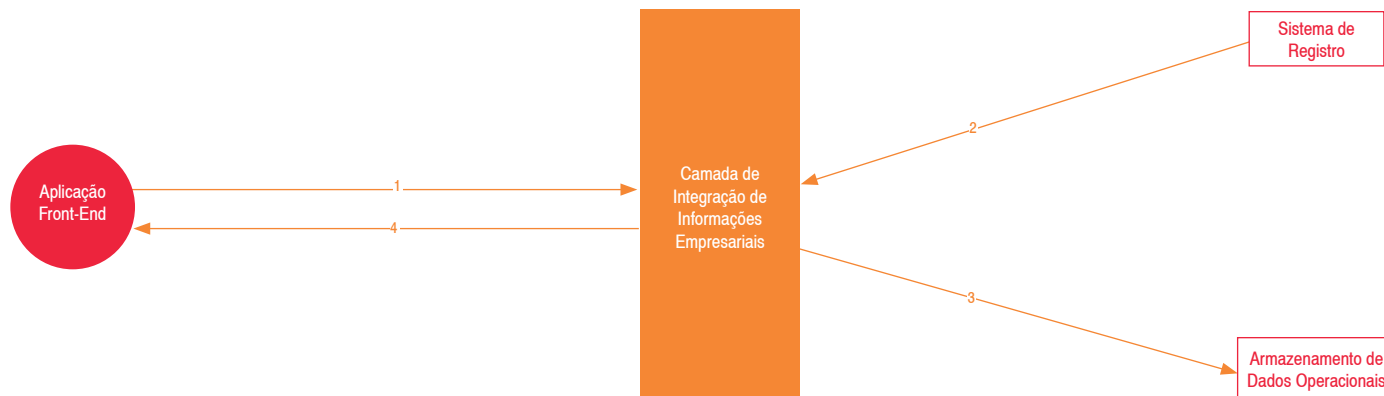 Sistema de
Registro
2
Aplicação
Front-End
1
Camada de
Integração de
Informações
Empresariais
4
3
Armazenamento de
Dados Operacionais